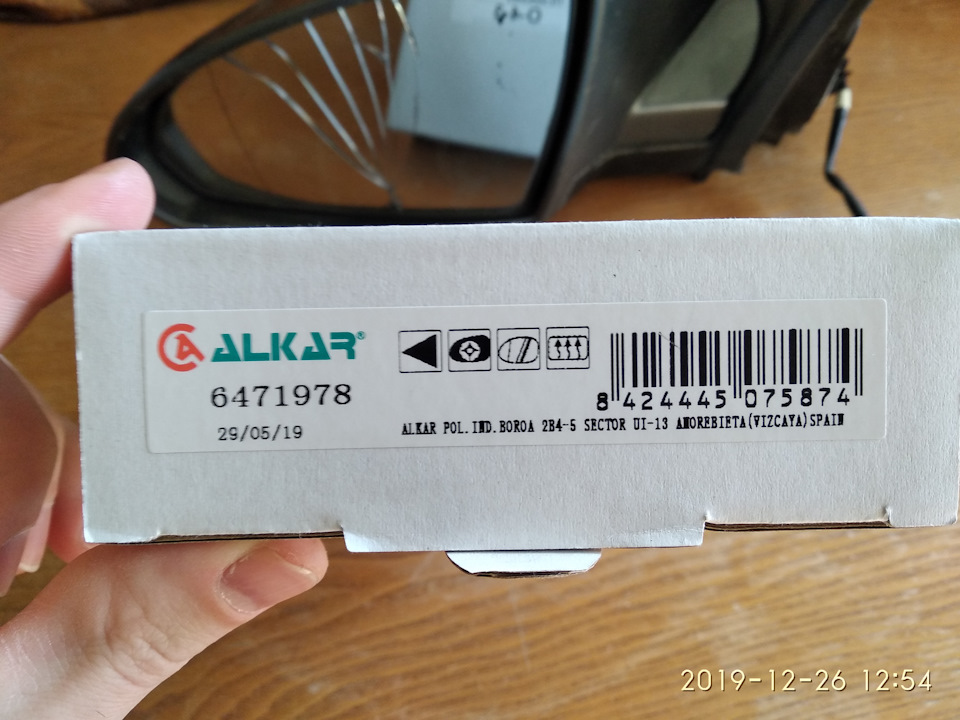 ALKAR®
6471978
29/05/19
8 424445 075874
ALKAR POL.IND.BOROA 2B4-5 SECTOR UI-13 AMOREBIETA(VIZCAYA)SPAIN
2019-12-26 12:54